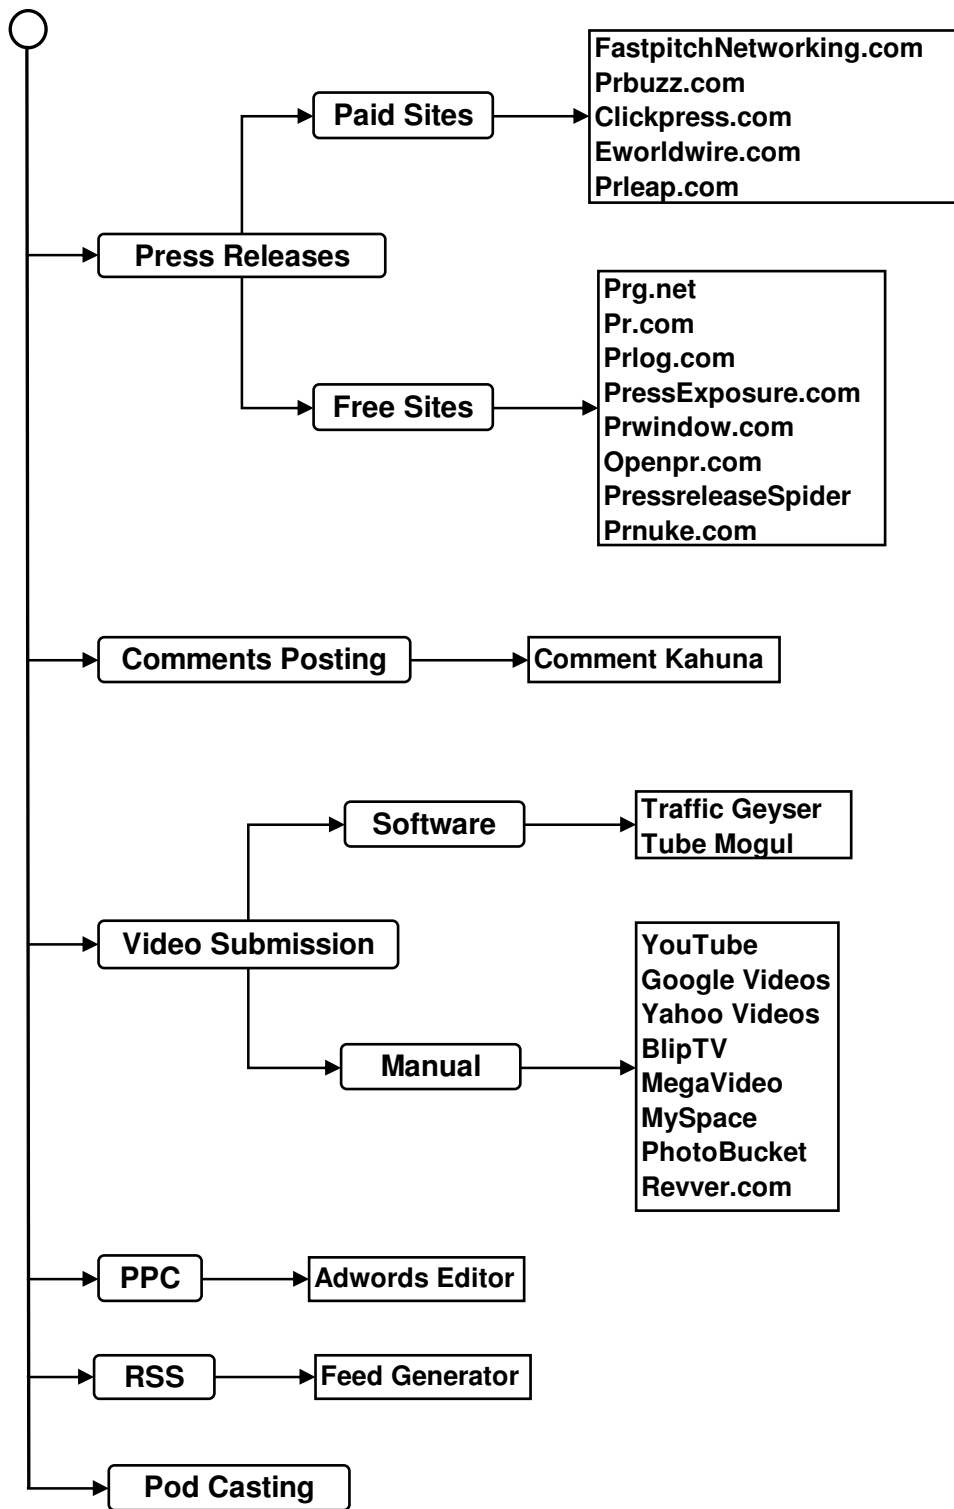 FastpitchNetworking.com
Prbuzz.com
Clickpress.com
Eworldwire.com
Prleap.com
Paid Sites
Press Releases
Prg.net
Pr.com
Prlog.com
PressExposure.com
Prwindow.com
Openpr.com
PressreleaseSpider
Prnuke.com
Free Sites
Comments Posting
Comment Kahuna
Software
Traffic Geyser
Tube Mogul
Video Submission
YouTube
Google Videos
Yahoo Videos
BlipTV
MegaVideo
MySpace
PhotoBucket
Revver.com
Manual
PPC
Adwords Editor
RSS
Feed Generator
Pod Casting